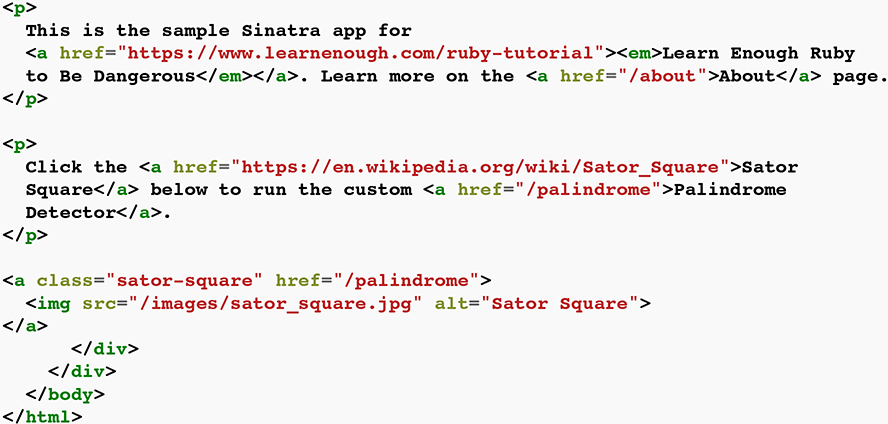 <p>
  This is the sample Sinatra app for
  <a href="https://www.learnenough.com/ruby-tutorial"><em>Learn Enough Ruby
  to Be Dangerous</em></a>. Learn more on the <a href="/about">About</a> page.
</p>

<p>
  Click the <a href="https://en.wikipedia.org/wiki/Sator_Square">Sator
  Square</a> below to run the custom <a href="/palindrome">Palindrome
  Detector</a>.
</p>

<a class="sator-square" href="/palindrome">
  <img src="/images/sator_square.jpg" alt="Sator Square">
</a>
      </div>
    </div>
  </body>
</html>